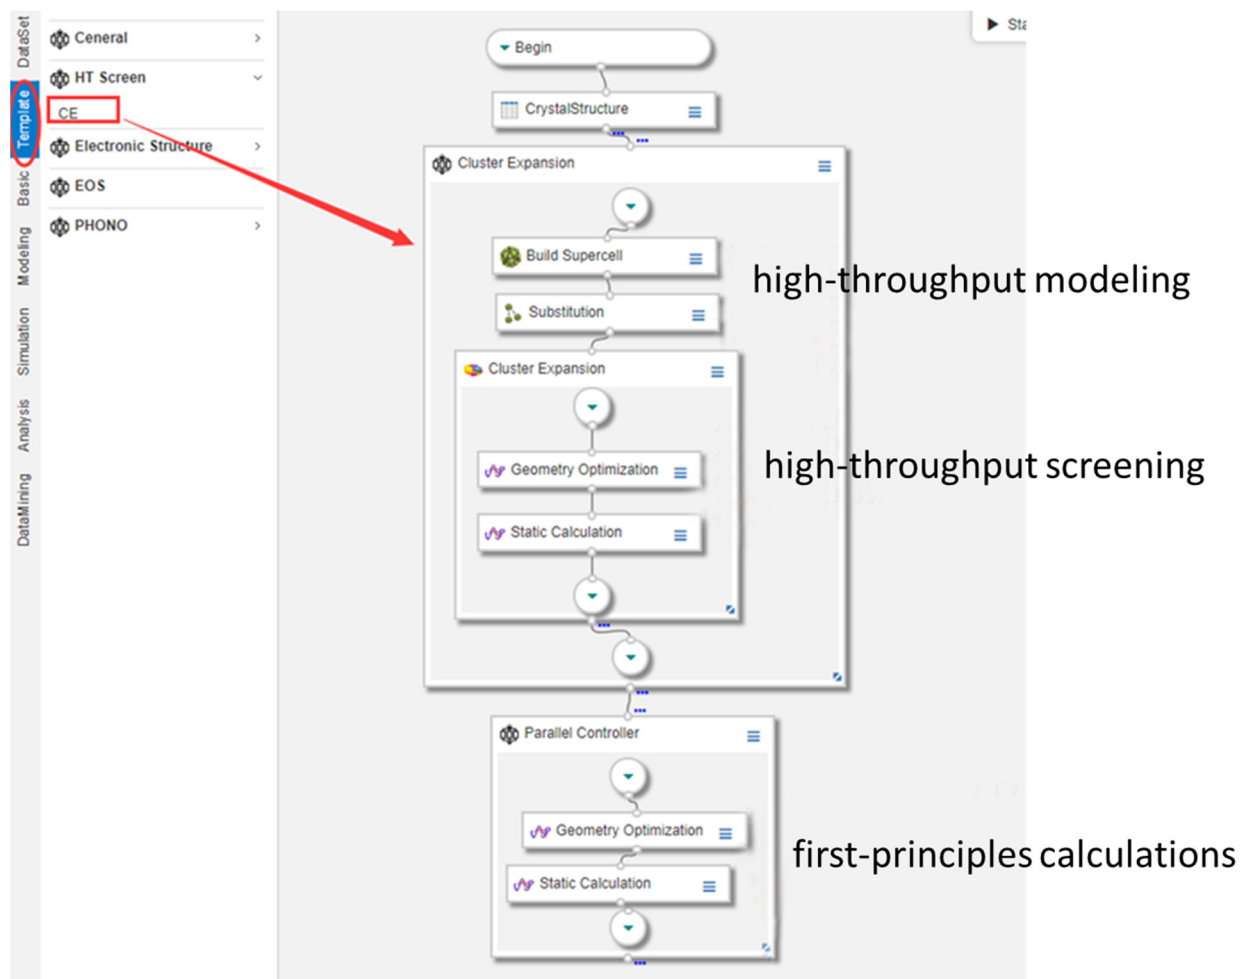 DataSet
Template
Basic
Modeling
Simulation
Analysis
DataMining
Ceneral
HT Screen
CE
Electronic Structure
EOS
PHONO
Sta
Begin
CrystalStructure
Cluster Expansion
Build Supercell
high-throughput modeling
Substitution
Cluster Expansion
Geometry Optimization
high-throughput screening
Static Calculation
Parallel Controller
Geometry Optimization
first-principles calculations
Static Calculation